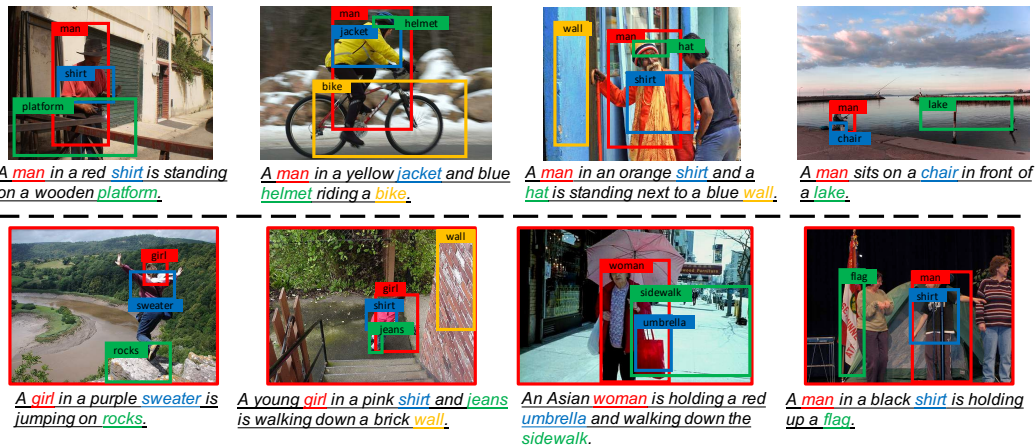 man
shirt
platform
A man in a red shirt is standing
on a wooden platform.
man
helmet
jacket
bike
A man in a yellow jacket and blue
helmet riding a bike.
wall
man
hat
shirt
A man in an orange shirt and a
hat is standing next to a blue wall.
man
lake
chair
A man sits on a chair in front of
a lake.
girl
sweater
rocks
A girl in a purple sweater is
jumping on rocks.
wall
girl
shirt
jeans
A young girl in a pink shirt and jeans
is walking down a brick wall.
woman
sidewalk
umbrella
An Asian woman is holding a red
umbrella and walking down the
sidewalk.
flag
man
shirt
A man in a black shirt is holding
up a flag.